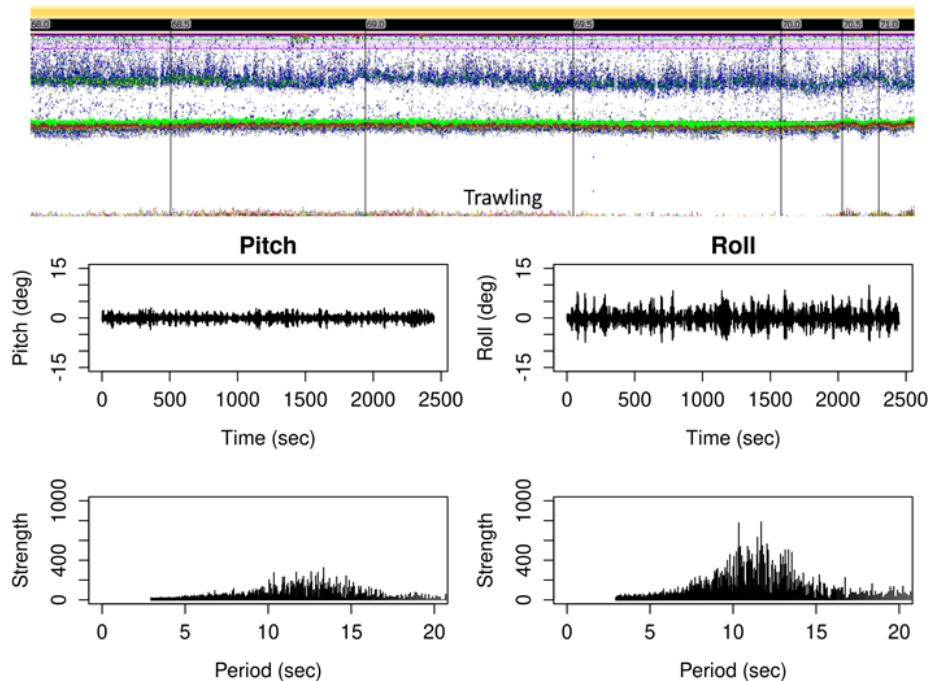 68.0 68.5 69.0 69.5 70.0 70.5 71.0
Trawling
Pitch Roll
Pitch (deg)
-15 0 15
0 500 1000 1500 2000 2500
Time (sec)
Roll (deg)
-15 0 15
0 500 1000 1500 2000 2500
Time (sec)
Strength
0 400 1000
0 5 10 15 20
Period (sec)
Strength
0 400 1000
0 5 10 15 20
Period (sec)